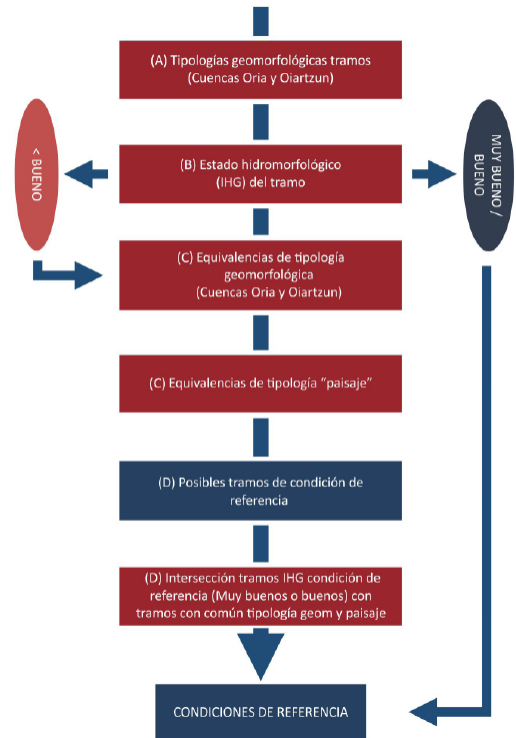 (A) Tipologías geomorfológicas tramos
(Cuencas Oria y Oiartzun)
< BUENO
(B) Estado hidromorfológico
(IHG) del tramo
MUY BUENO /
BUENO
(C) Equivalencias de tipología
geomorfológica
(Cuencas Oria y Oiartzun)
(C) Equivalencias de tipología “paisaje”
(D) Posibles tramos de condición de
referencia
(D) Intersección tramos IHG condición de
referencia (Muy buenos o buenos) con
tramos con común tipología geom y paisaje
CONDICIONES DE REFERENCIA